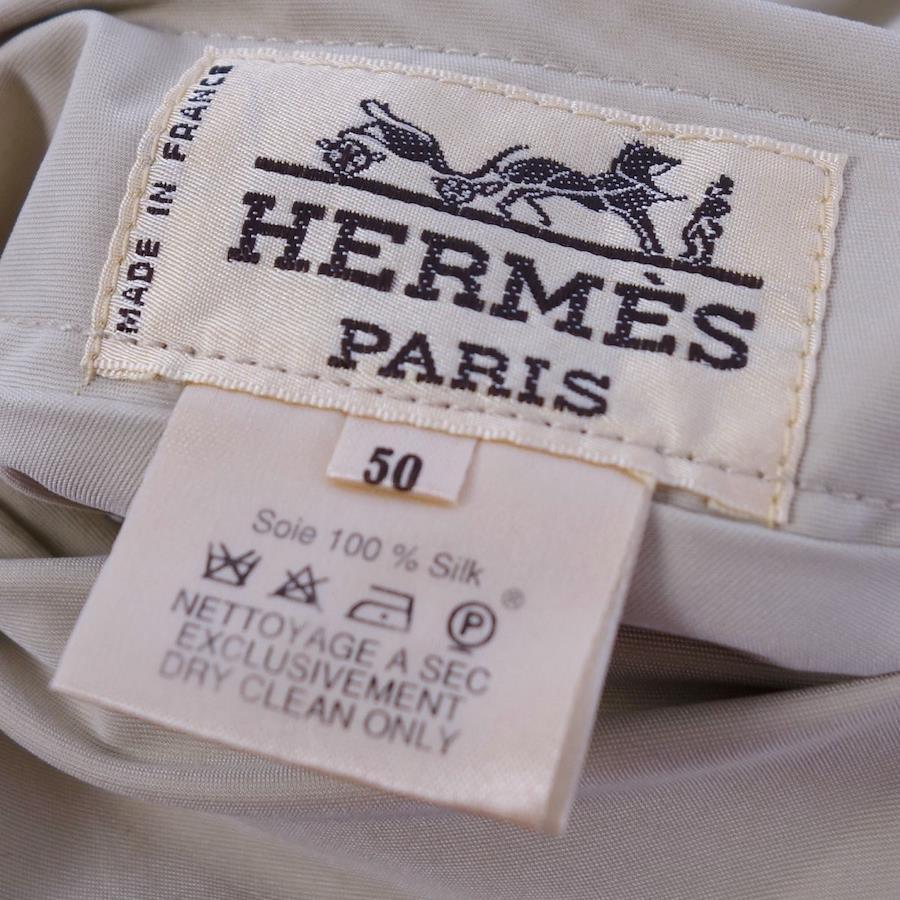 MADE IN FRANCE
HERMÈS
PARIS
50
Soie 100 % Silk
P ®
NETTOYAGE A SEC
EXCLUSIVEMENT
DRY CLEAN ONLY